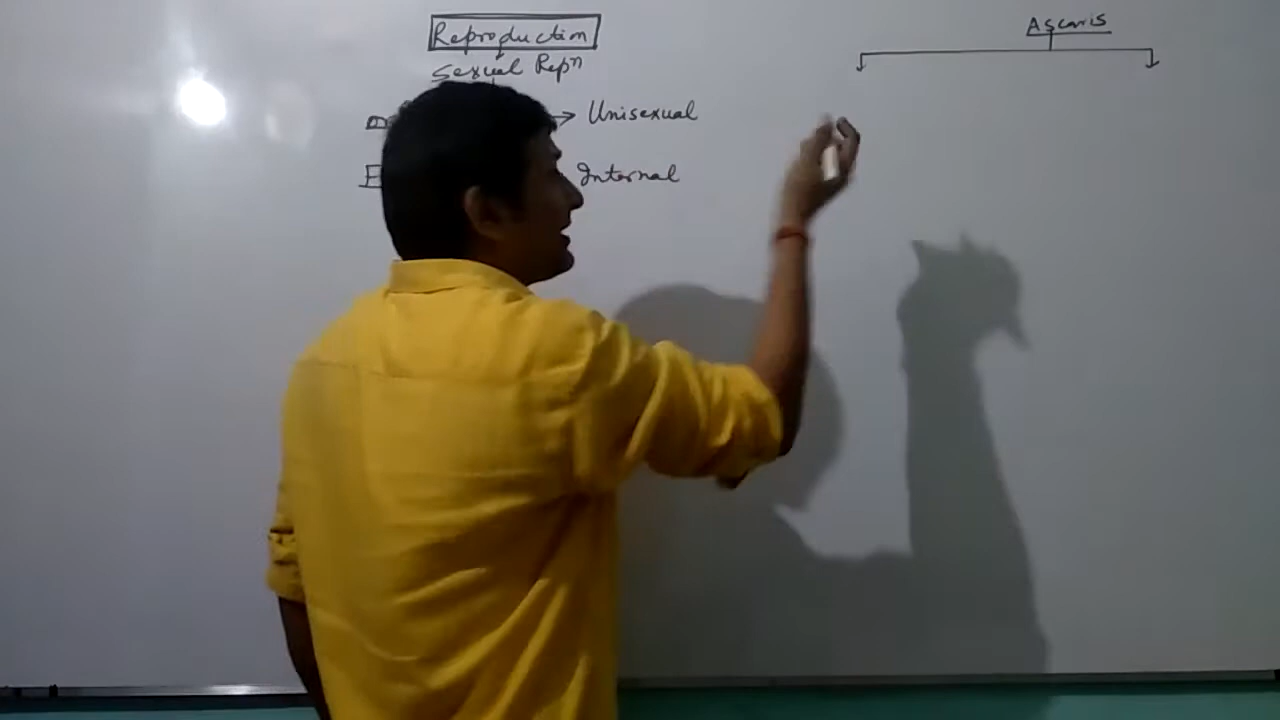 Reproduction
Sexual Repn
→ Unisexual
Internal
Ascaris